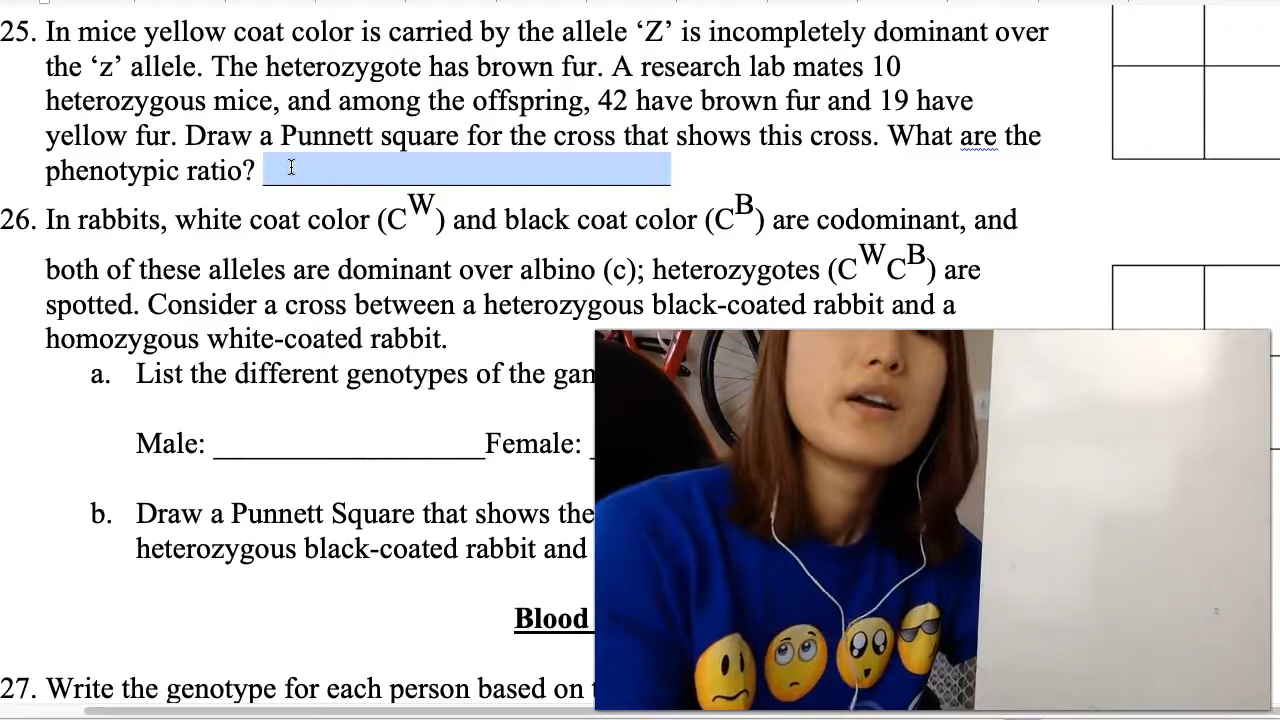 25. In mice yellow coat color is carried by the allele ‘Z’ is incompletely dominant over
the ‘z’ allele. The heterozygote has brown fur. A research lab mates 10
heterozygous mice, and among the offspring, 42 have brown fur and 19 have
yellow fur. Draw a Punnett square for the cross that shows this cross. What are the
phenotypic ratio? ____________________________
26. In rabbits, white coat color (C^W) and black coat color (C^B) are codominant, and
both of these alleles are dominant over albino (c); heterozygotes (C^WC^B) are
spotted. Consider a cross between a heterozygous black-coated rabbit and a
homozygous white-coated rabbit.
a. List the different genotypes of the
Male: ___________________Female:
b. Draw a Punnett Square that shows the
heterozygous black-coated rabbit and
Blood
27. Write the genotype for each person based on